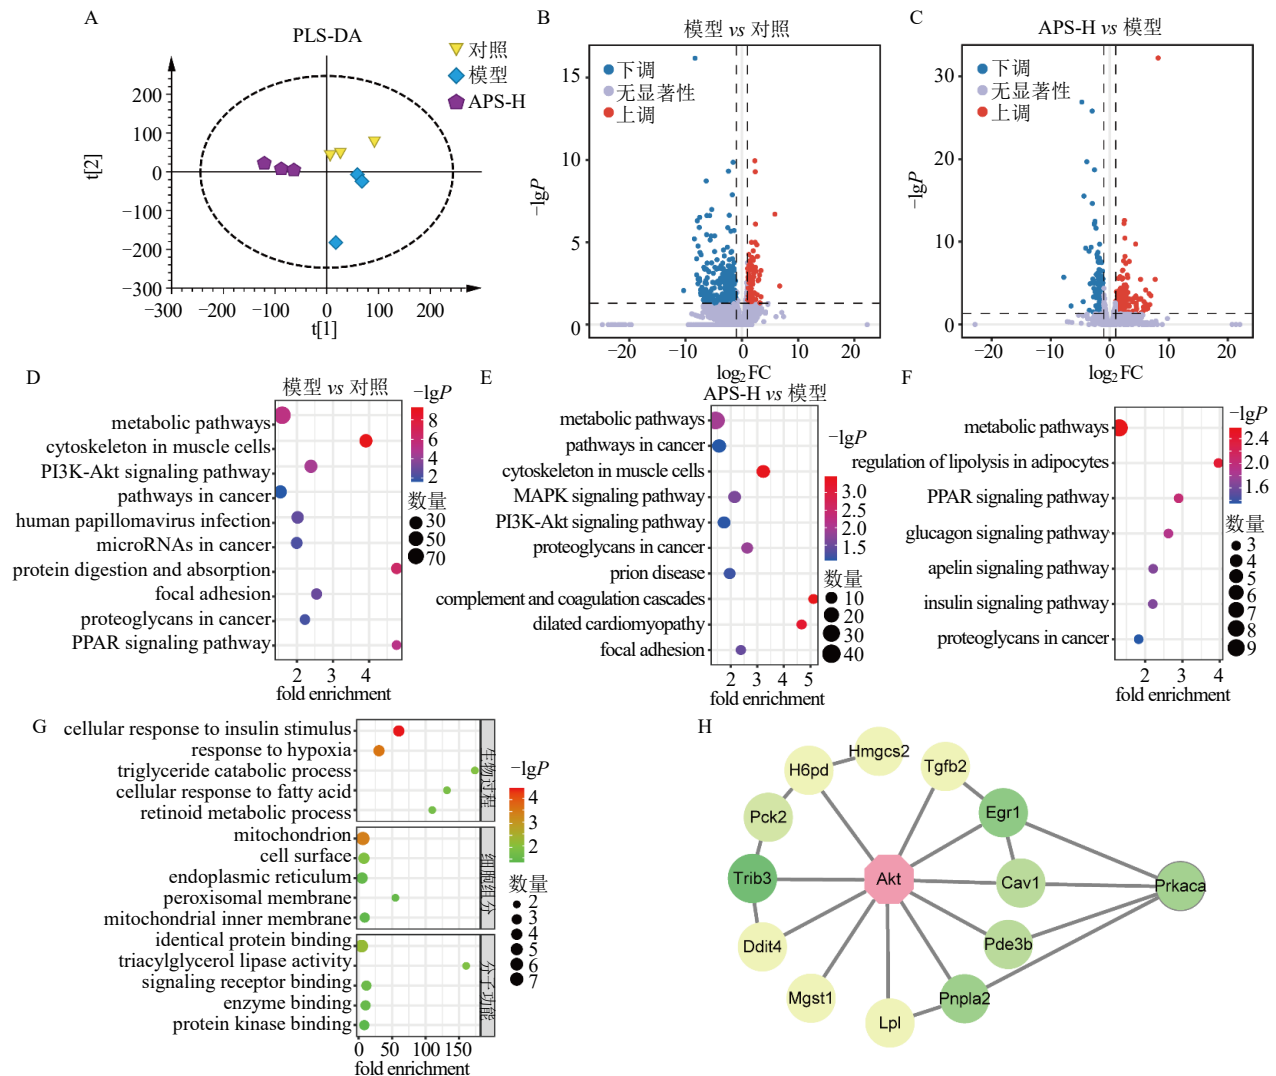 A
PLS-DA
对照
模型
APS-H
t[2]
200
100
0
−100
−200
−300
−300 −200 −100 0 100 200
t[1]
B
模型 vs 对照
下调
无显著性
上调
−lgP
15
10
5
0
−20 −10 0 10 20
log2FC
C
APS-H vs 模型
下调
无显著性
上调
−lgP
30
20
10
0
−20 −10 0 10 20
log2FC
D
模型 vs 对照
metabolic pathways
cytoskeleton in muscle cells
PI3K-Akt signaling pathway
pathways in cancer
human papillomavirus infection
microRNAs in cancer
protein digestion and absorption
focal adhesion
proteoglycans in cancer
PPAR signaling pathway
2 3 4
fold enrichment
−lgP
8
6
4
2
数量
30
50
70
E
APS-H vs 模型
metabolic pathways
pathways in cancer
cytoskeleton in muscle cells
MAPK signaling pathway
PI3K-Akt signaling pathway
proteoglycans in cancer
prion disease
complement and coagulation cascades
dilated cardiomyopathy
focal adhesion
2 3 4 5
fold enrichment
−lgP
3.0
2.5
2.0
1.5
数量
10
20
30
40
F
metabolic pathways
regulation of lipolysis in adipocytes
PPAR signaling pathway
glucagon signaling pathway
apelin signaling pathway
insulin signaling pathway
proteoglycans in cancer
2 3 4
fold enrichment
−lgP
2.4
2.0
1.6
数量
3
4
5
6
7
8
9
G
cellular response to insulin stimulus
response to hypoxia
triglyceride catabolic process
cellular response to fatty acid
retinoid metabolic process
生物过程
mitochondrion
cell surface
endoplasmic reticulum
peroxisomal membrane
mitochondrial inner membrane
细胞组分
identical protein binding
triacylglycerol lipase activity
signaling receptor binding
enzyme binding
protein kinase binding
分子功能
0 50 100 150
fold enrichment
−lgP
4
3
2
数量
2
3
4
5
6
7
H
Hmgcs2
H6pd
Tgfb2
Pck2
Egr1
Trib3
Akt
Cav1
Prkaca
Ddit4
Pde3b
Mgst1
Pnpla2
Lpl